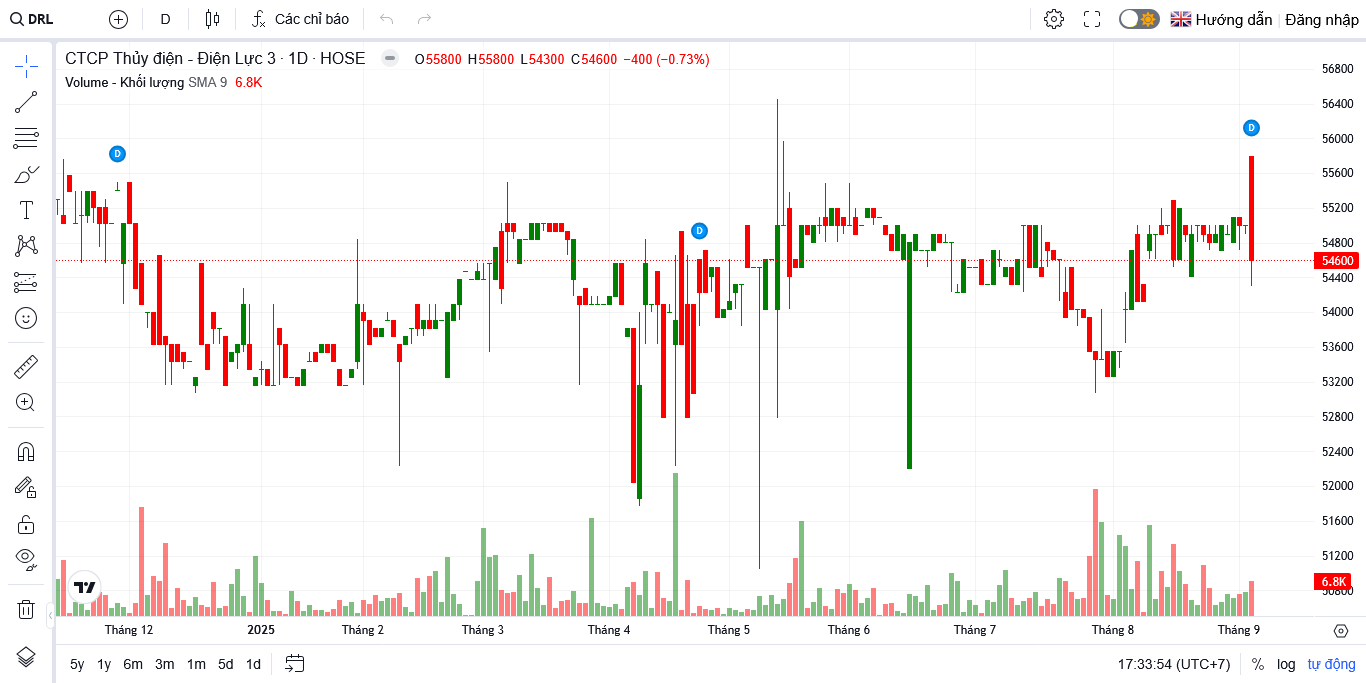 DRL D Các chỉ báo Hướng dẫn Đăng nhập
CTCP Thủy điện - Điện Lực 3 · 1D · HOSE O55800 H55800 L54300 C54600 −400 (−0.73%)
Volume - Khối lượng SMA 9 6.8K
D
D
D
56800
56400
56000
55600
55200
54800
54600
54400
54000
53600
53200
52800
52400
52000
51600
51200
6.8K
50800
Tháng 12 2025 Tháng 2 Tháng 3 Tháng 4 Tháng 5 Tháng 6 Tháng 7 Tháng 8 Tháng 9
5y 1y 6m 3m 1m 5d 1d 17:33:54 (UTC+7) % log tự động